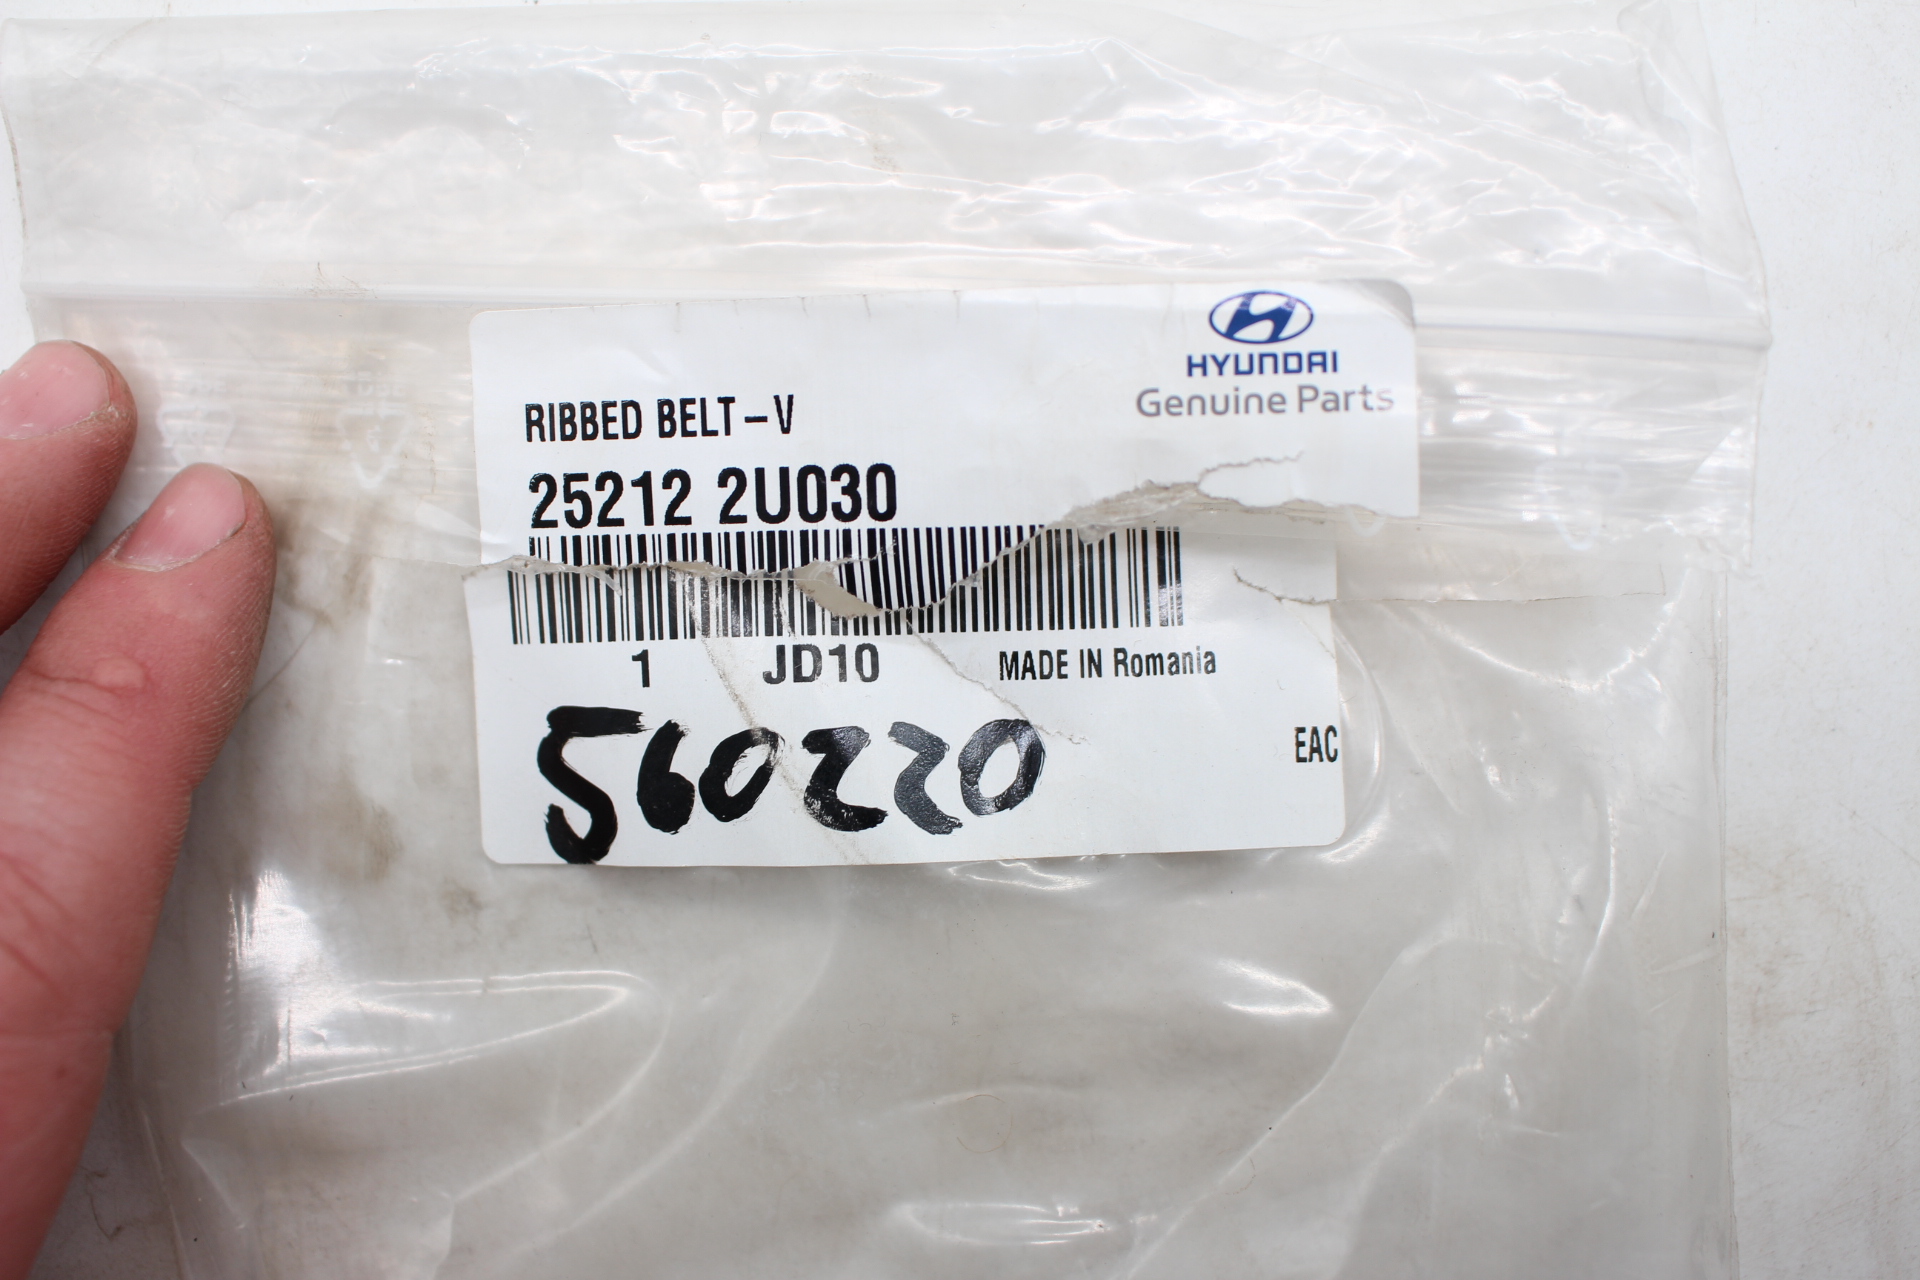 HYUNDAI
Genuine Parts
RIBBED BELT-V
25212 2U030
1 JD10 MADE IN Romania
560220
EAC